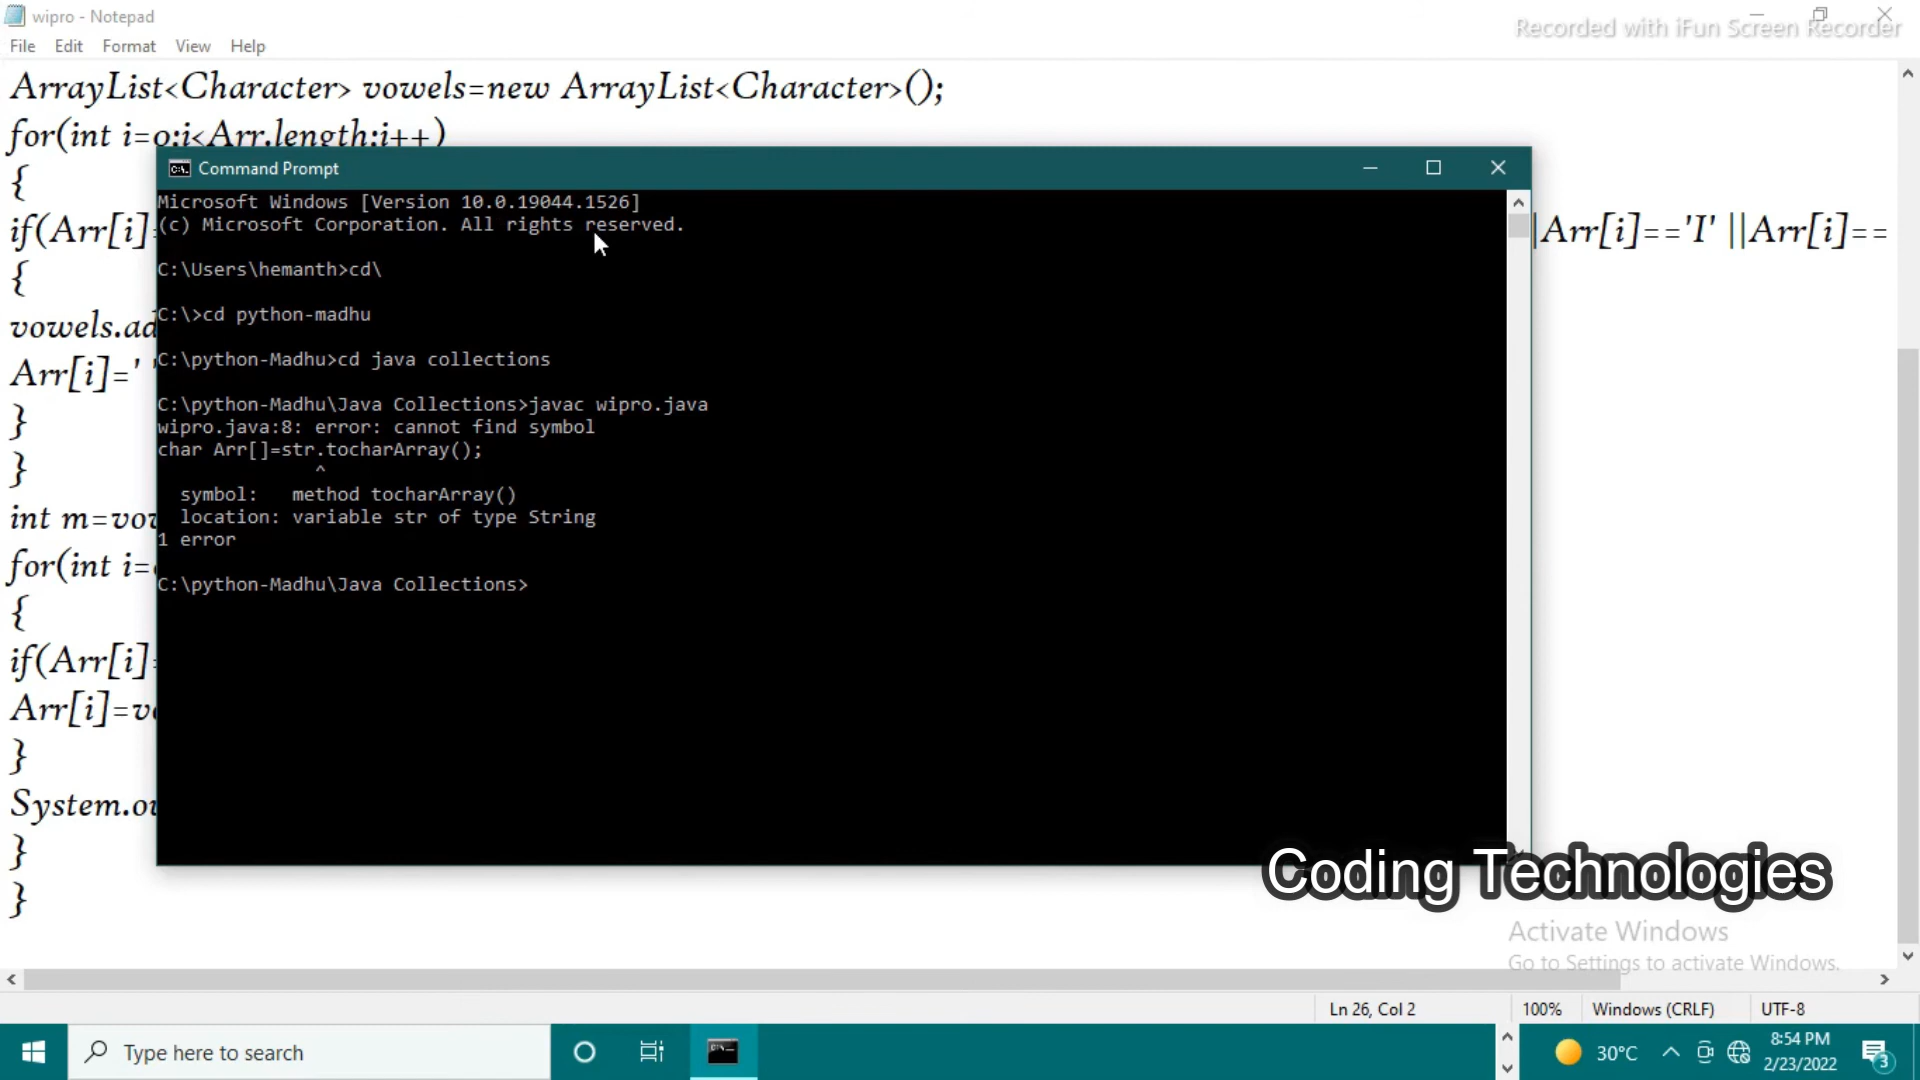 wipro - Notepad
Recorded with iFun Screen Recorder
File Edit Format View Help
ArrayList<Character> vowels=new ArrayList<Character>();
for(int i=0;i<Arr.length;i++)
{
if(Arr[i]
|Arr[i]=='I' ||Arr[i]==
{
vowels.ad
Arr[i]=' '
}
}
int m=vow
for(int i=
{
if(Arr[i]=
Arr[i]=vo
}
System.ou
}
}
Command Prompt
Microsoft Windows [Version 10.0.19044.1526]
(c) Microsoft Corporation. All rights reserved.
C:\Users\hemanth>cd\
C:\>cd python-madhu
C:\python-Madhu>cd java collections
C:\python-Madhu\Java Collections>javac wipro.java
wipro.java:8: error: cannot find symbol
char Arr[]=str.tocharArray();
^
symbol: method tocharArray()
location: variable str of type String
1 error
C:\python-Madhu\Java Collections>
Coding Technologies
Activate Windows
Go to Settings to activate Windows.
Ln 26, Col 2 100% Windows (CRLF) UTF-8
Type here to search
30°C
8:54 PM
2/23/2022
3